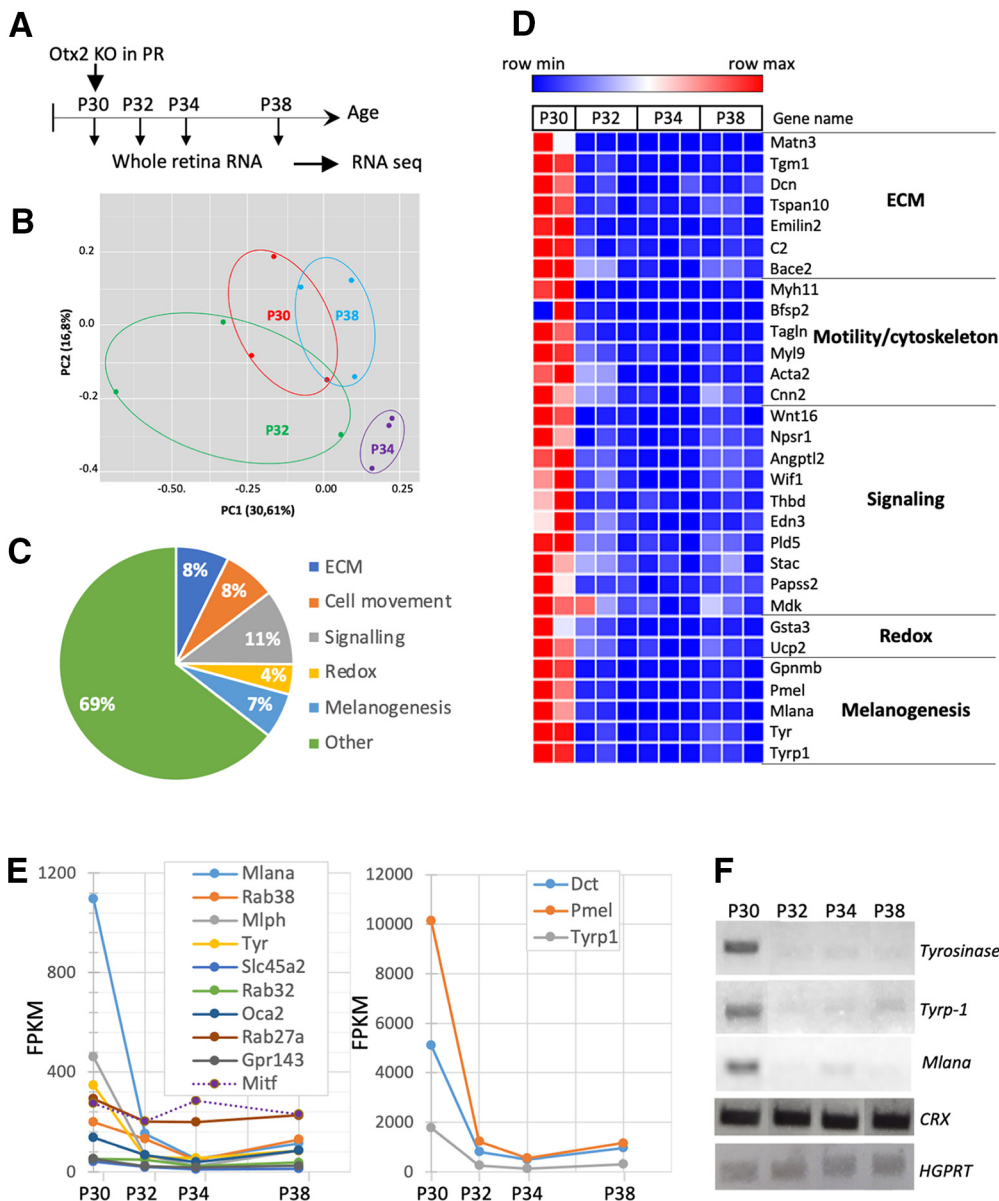 A
Otx2 KO in PR
P30 P32 P34 P38 Age
Whole retina RNA RNA seq
B
0.2
0.0
-0.2
-0.4
PC2 (16,8%)
P30
P38
P32
P34
-0.50. -0.25 0.00 0.25
PC1 (30,61%)
C
8%
8%
11%
4%
7%
69%
ECM
Cell movement
Signalling
Redox
Melanogenesis
Other
D
row min row max
P30 P32 P34 P38 Gene name
Matn3
Tgm1
Dcn
Tspan10
Emilin2
C2
Bace2
ECM
Myh11
Bfsp2
Tagln
Myl9
Acta2
Cnn2
Motility/cytoskeleton
Wnt16
Npsr1
Angptl2
Wif1
Thbd
Edn3
Pld5
Stac
Papss2
Mdk
Signaling
Gsta3
Ucp2
Redox
Gpnmb
Pmel
Mlana
Tyr
Tyrp1
Melanogenesis
E
1200
800
400
0
FPKM
Mlana
Rab38
Mlph
Tyr
Slc45a2
Rab32
Oca2
Rab27a
Gpr143
Mitf
P30 P32 P34 P38
12000
10000
8000
6000
4000
2000
0
FPKM
Dct
Pmel
Tyrp1
P30 P32 P34 P38
F
P30 P32 P34 P38
Tyrosinase
Tyrp-1
Mlana
CRX
HGPRT